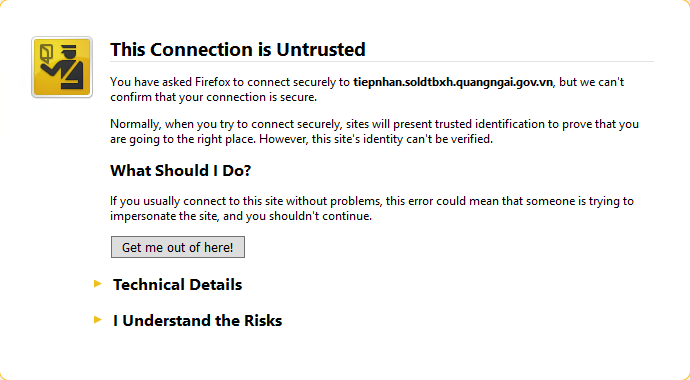 This Connection is Untrusted
You have asked Firefox to connect securely to tiepnhan.soldtbxh.quangngai.gov.vn, but we can't
confirm that your connection is secure.
Normally, when you try to connect securely, sites will present trusted identification to prove that you
are going to the right place. However, this site's identity can't be verified.
What Should I Do?
If you usually connect to this site without problems, this error could mean that someone is trying to
impersonate the site, and you shouldn't continue.
Get me out of here!
Technical Details
I Understand the Risks